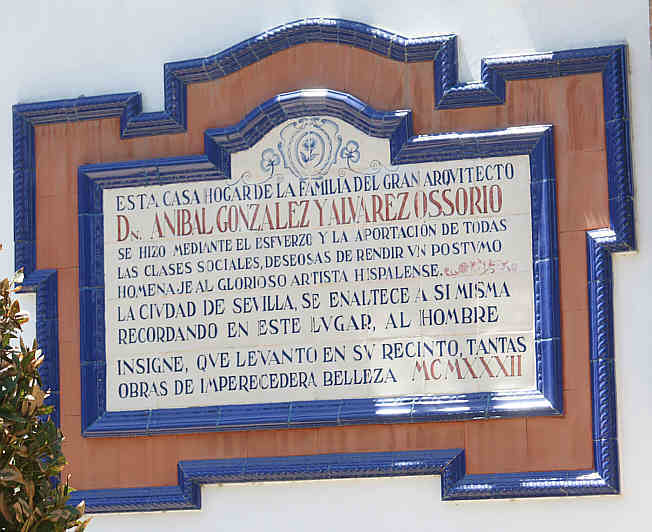 ESTA CASA HOGAR DE LA FAMILIA DEL GRAN ARQVITECTO
DN. ANIBAL GONZALEZ Y ALVAREZ OSSORIO
SE HIZO MEDIANTE EL ESFVERZO Y LA APORTACIÓN DE TODAS
LAS CLASES SOCIALES, DESEOSAS DE RENDIR VN POSTVMO
HOMENAJE AL GLORIOSO ARTISTA HISPALENSE.
LA CIVDAD DE SEVILLA, SE ENALTECE A SI MISMA
RECORDANDO EN ESTE LVGAR, AL HOMBRE
INSIGNE, QVE LEVANTO EN SV RECINTO, TANTAS
OBRAS DE IMPERECEDERA BELLEZA MCMXXXII